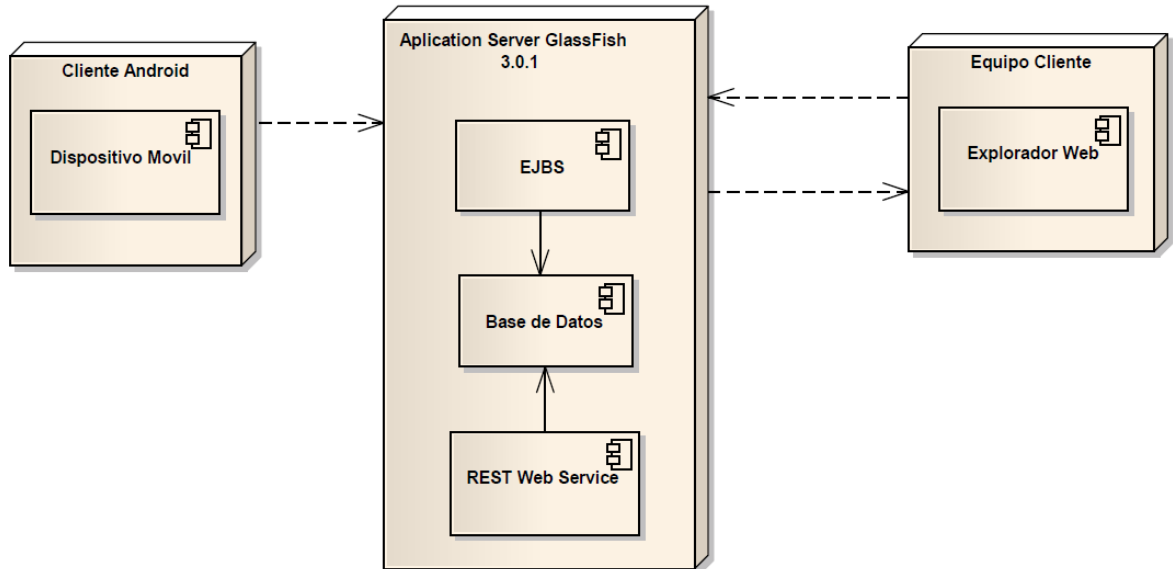 Cliente Android
Dispositivo Movil
Aplication Server GlassFish
3.0.1
EJBS
Base de Datos
REST Web Service
Equipo Cliente
Explorador Web